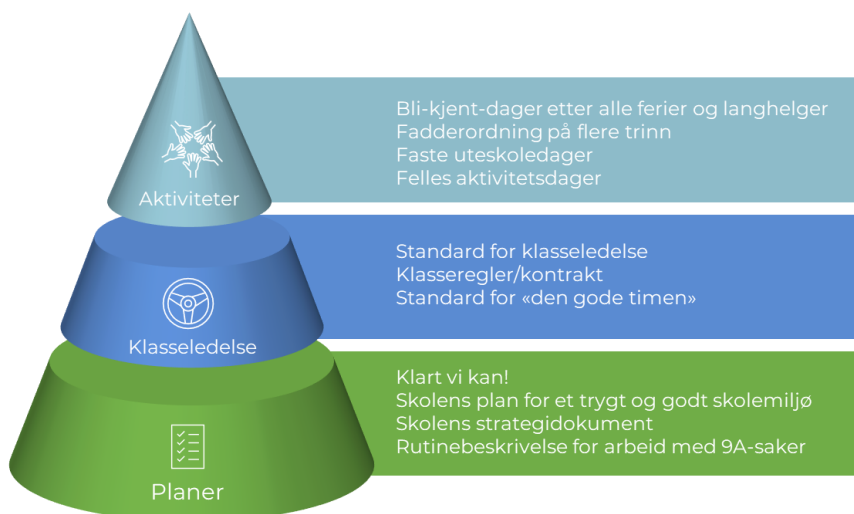 Bli-kjent-dager etter alle ferier og langhelger
Fadderordning på flere trinn
Faste uteskoledager
Felles aktivitetsdager
Aktiviteter
Standard for klasseledelse
Klasseregler/kontrakt
Standard for «den gode timen»
Klasseledelse
Klart vi kan!
Skolens plan for et trygt og godt skolemiljø
Skolens strategidokument
Rutinebeskrivelse for arbeid med 9A-saker
Planer